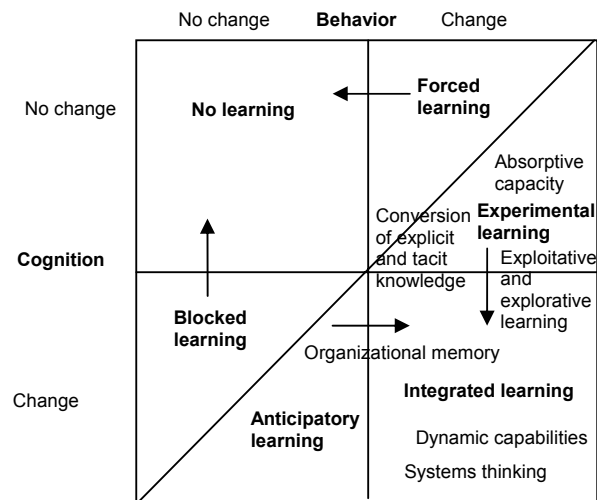 No change
Behavior
Change
No change
No learning
Forced
learning
Absorptive
capacity
Conversion
of explicit
and tacit
knowledge
Experimental
learning
Cognition
Exploitative
and
explorative
learning
Blocked
learning
Organizational memory
Change
Anticipatory
learning
Integrated learning
Dynamic capabilities
Systems thinking